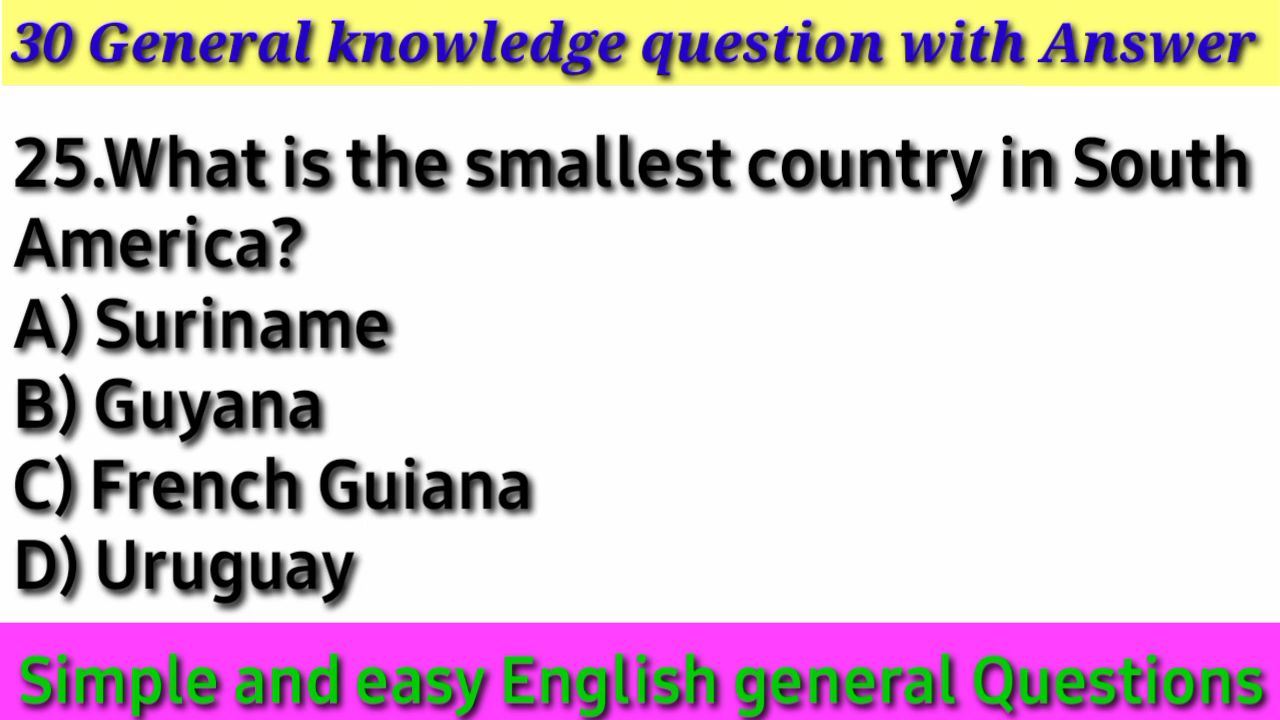 30 General knowledge question with Answer
25.What is the smallest country in South
America?
A) Suriname
B) Guyana
C) French Guiana
D) Uruguay
Simple and easy English general Questions